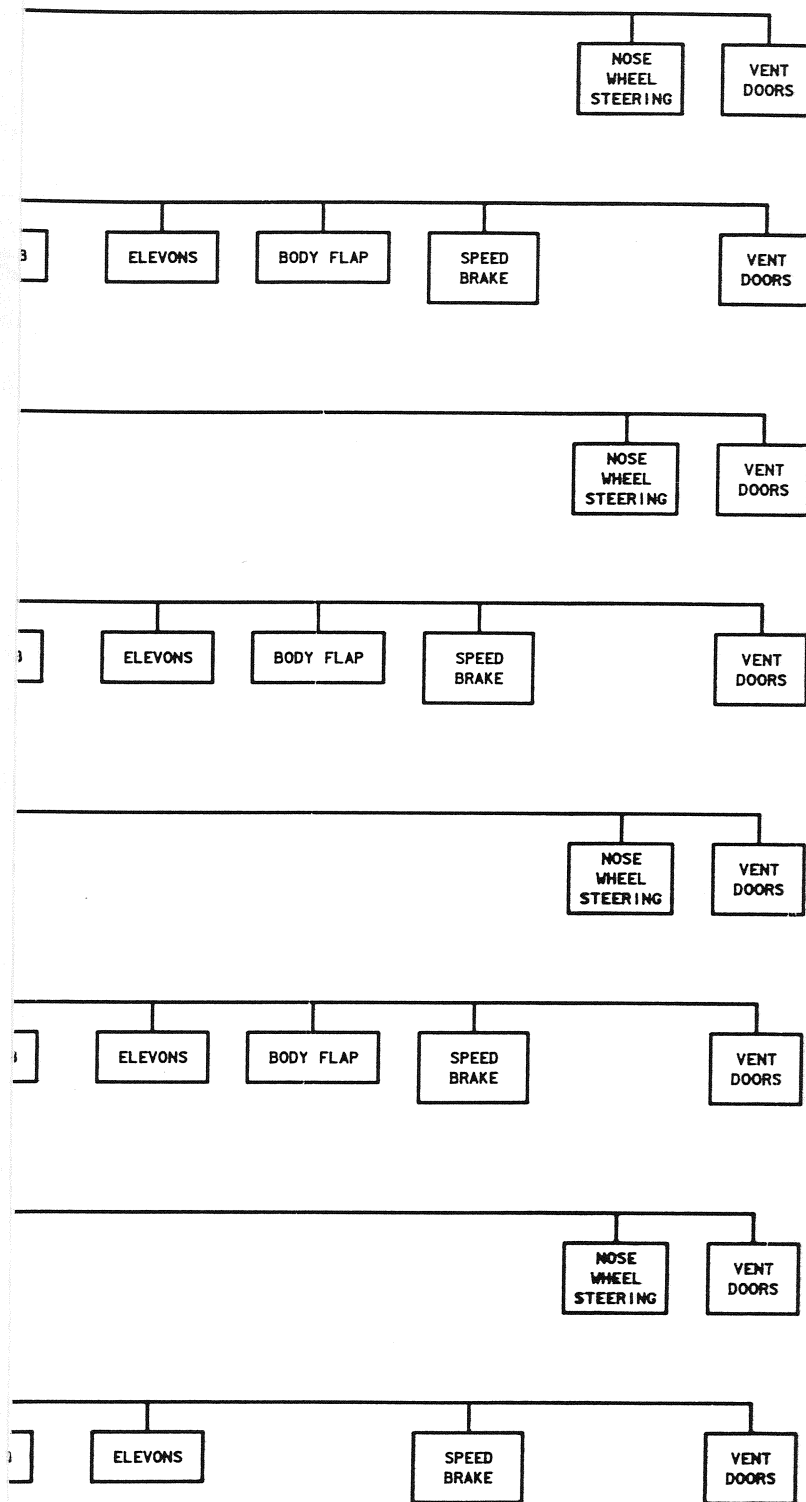 NOSE
WHEEL
STEERING
VENT
DOORS
ELEVONS
BODY FLAP
SPEED
BRAKE
VENT
DOORS
NOSE
WHEEL
STEERING
VENT
DOORS
ELEVONS
BODY FLAP
SPEED
BRAKE
VENT
DOORS
NOSE
WHEEL
STEERING
VENT
DOORS
ELEVONS
BODY FLAP
SPEED
BRAKE
VENT
DOORS
NOSE
WHEEL
STEERING
VENT
DOORS
ELEVONS
SPEED
BRAKE
VENT
DOORS